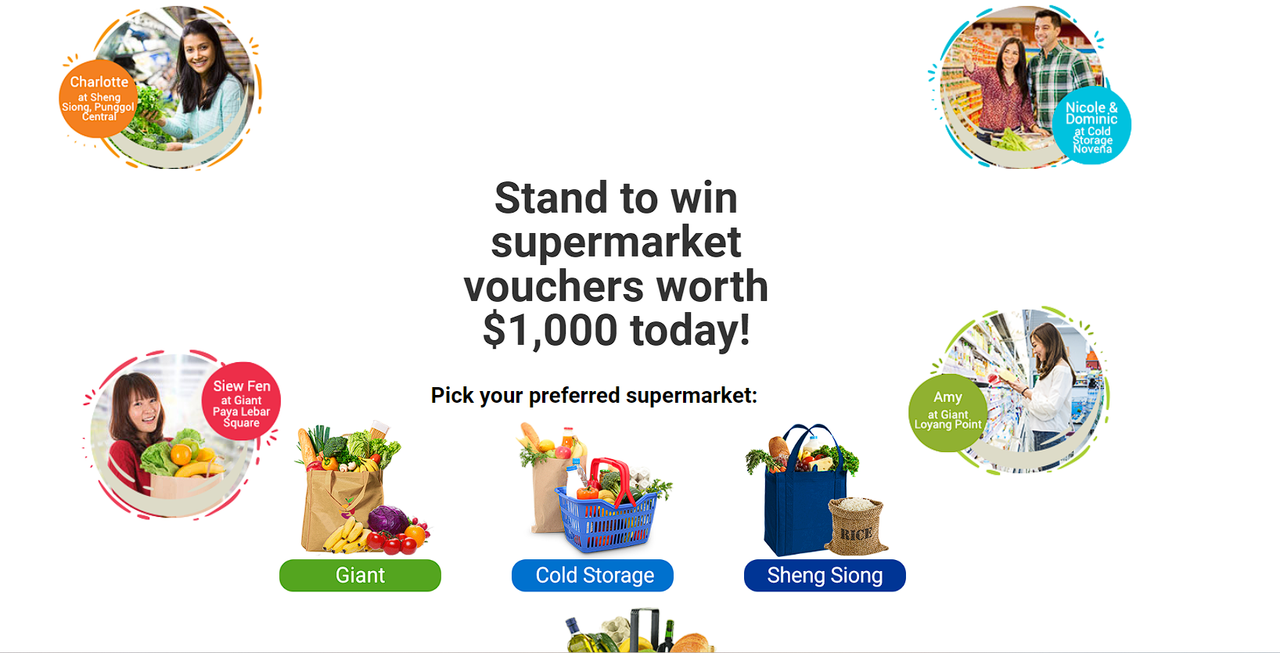 Charlotte
at Sheng
Siong, Punggol
Central
Nicole &
Dominic
at Cold
Storage
Novena
Stand to win
supermarket
vouchers worth
$1,000 today!
Siew Fen
at Giant
Paya Lebar
Square
Amy
at Giant
Loyang Point
Pick your preferred supermarket:
RICE
Giant
Cold Storage
Sheng Siong